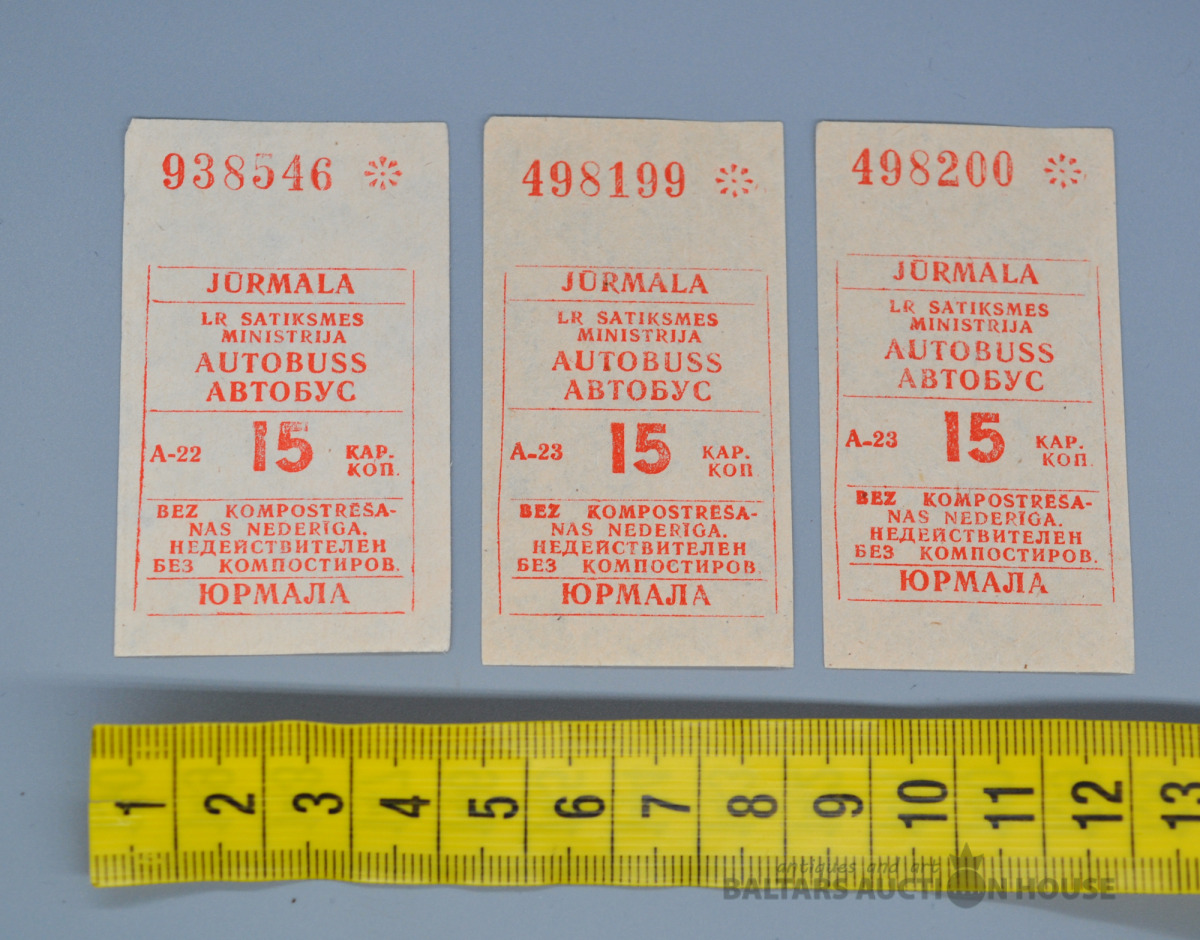 938546
JŪRMALA
LR SATIKSMES
MINISTRIJA
AUTOBUSS
АВТОБУС
A-22 15 KAP.
КОП.
BEZ KOMPOSTRĒŠA-
NAS NEDERĪGA.
НЕДЕЙСТВИТЕЛЕН
БЕЗ КОМПОСТИРОВ.
ЮРМАЛА
498199
JŪRMALA
LR SATIKSMES
MINISTRIJA
AUTOBUSS
АВТОБУС
A-23 15 KAP.
КОП.
BEZ KOMPOSTRĒŠA-
NAS NEDERĪGA.
НЕДЕЙСТВИТЕЛЕН
БЕЗ КОМПОСТИРОВ.
ЮРМАЛА
498200
JŪRMALA
LR SATIKSMES
MINISTRIJA
AUTOBUSS
АВТОБУС
A-23 15 KAP.
КОП.
BEZ KOMPOSTRĒŠA-
NAS NEDERĪGA.
НЕДЕЙСТВИТЕЛЕН
БЕЗ КОМПОСТИРОВ.
ЮРМАЛА
1 2 3 4 5 6 7 8 9 10 11 12 13
antiques and art
BALTARS AUCTION HOUSE